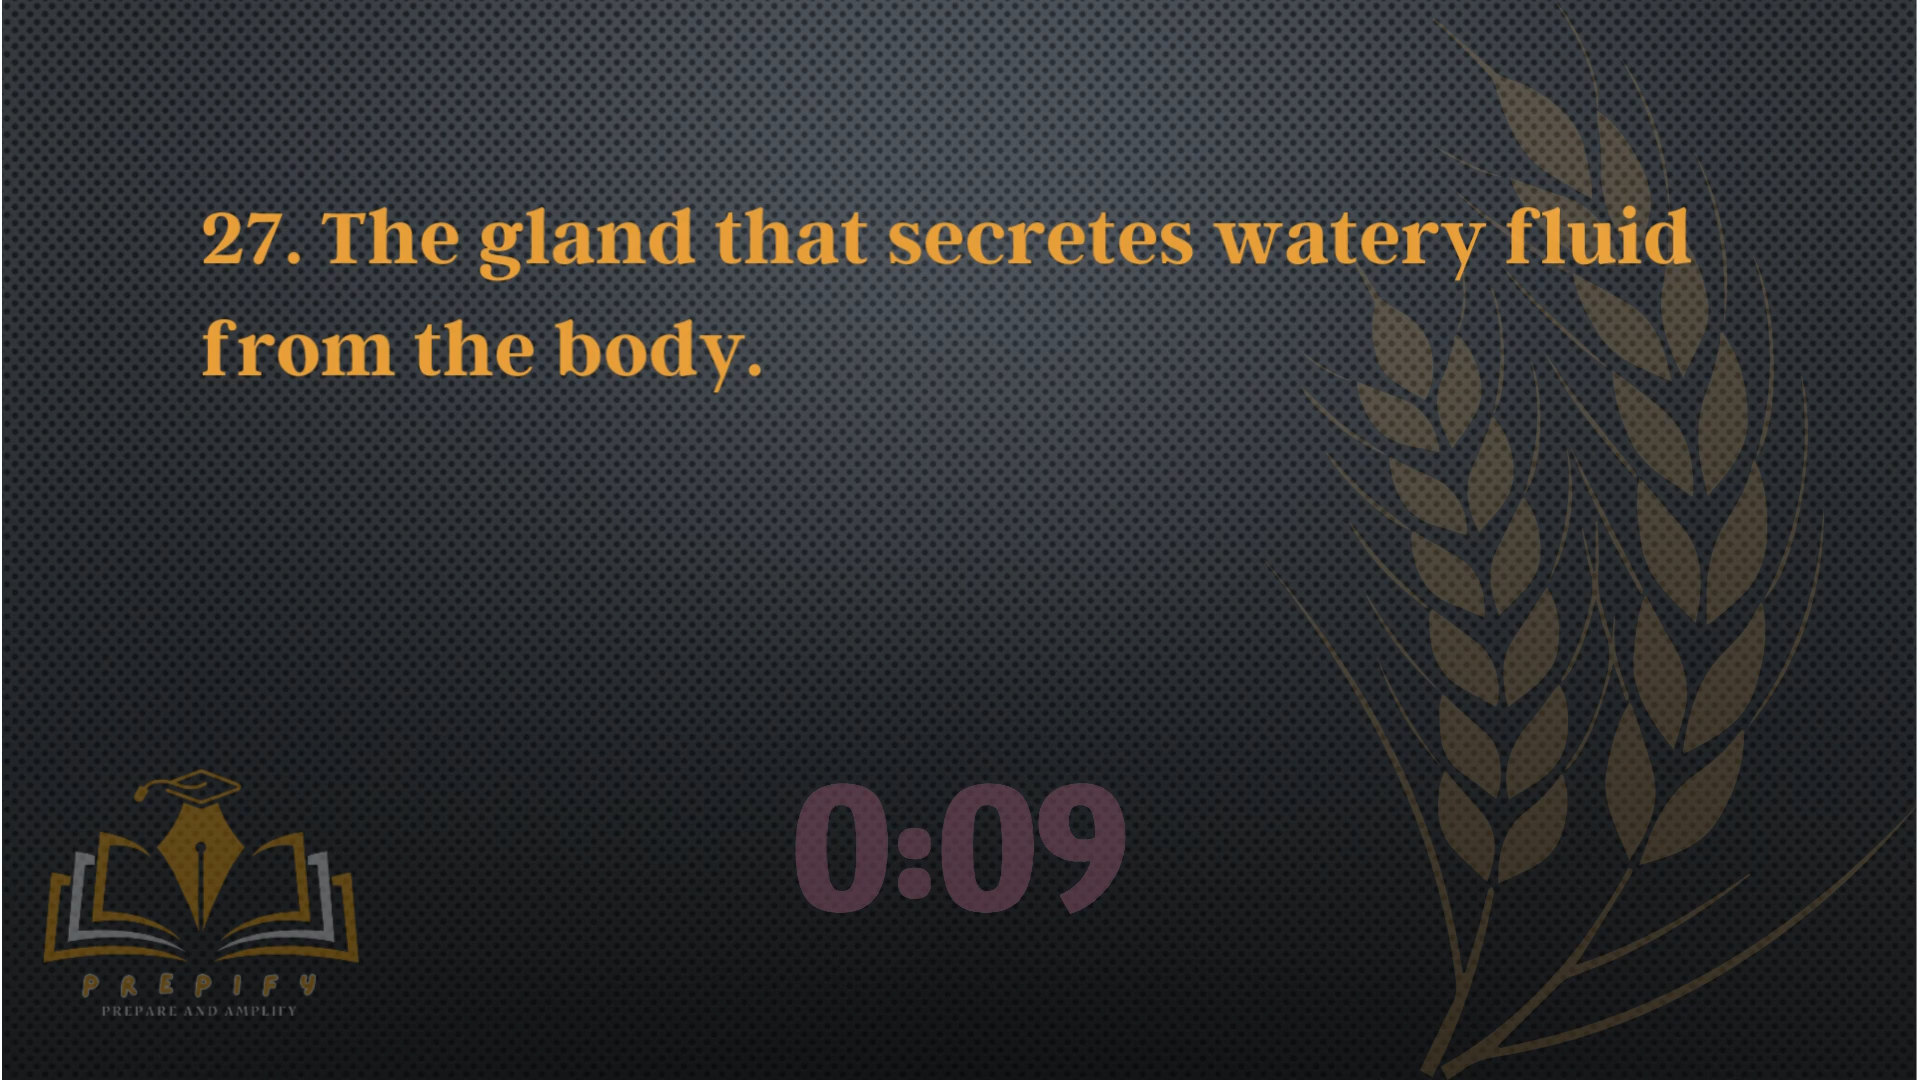 27. The gland that secretes watery fluid
from the body.
0:09
PREPIFY
PREPARE AND AMPLIFY